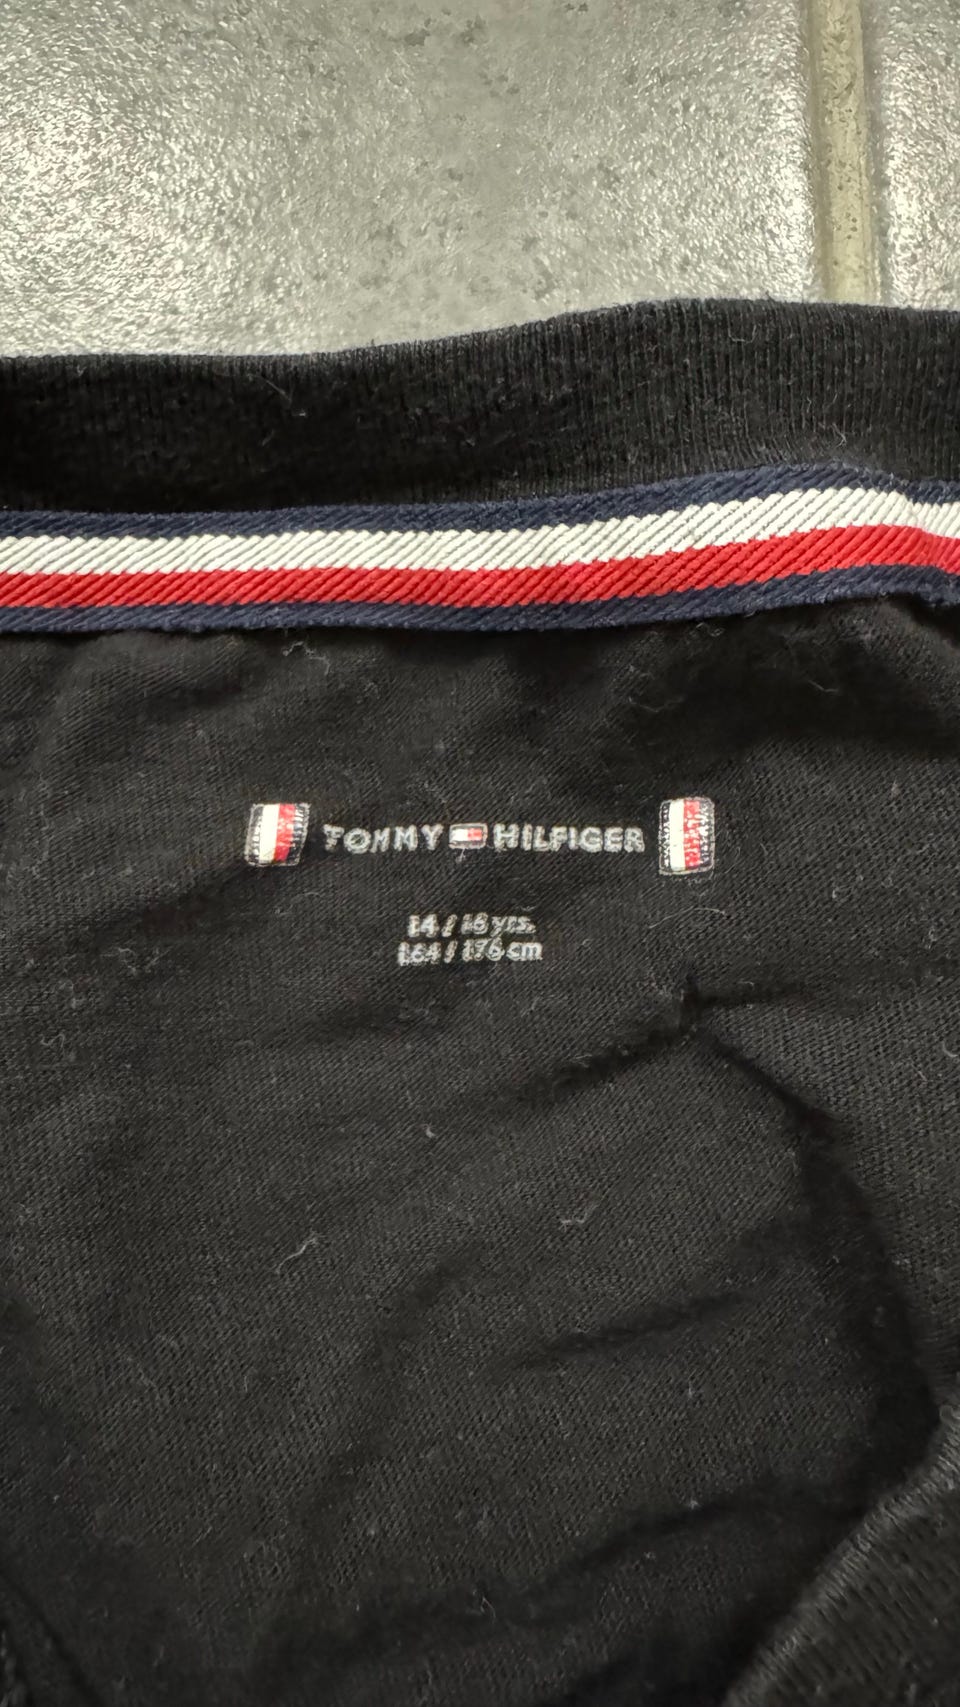 TOMMY HILFIGER
14 / 16 yrs.
164 / 176 cm